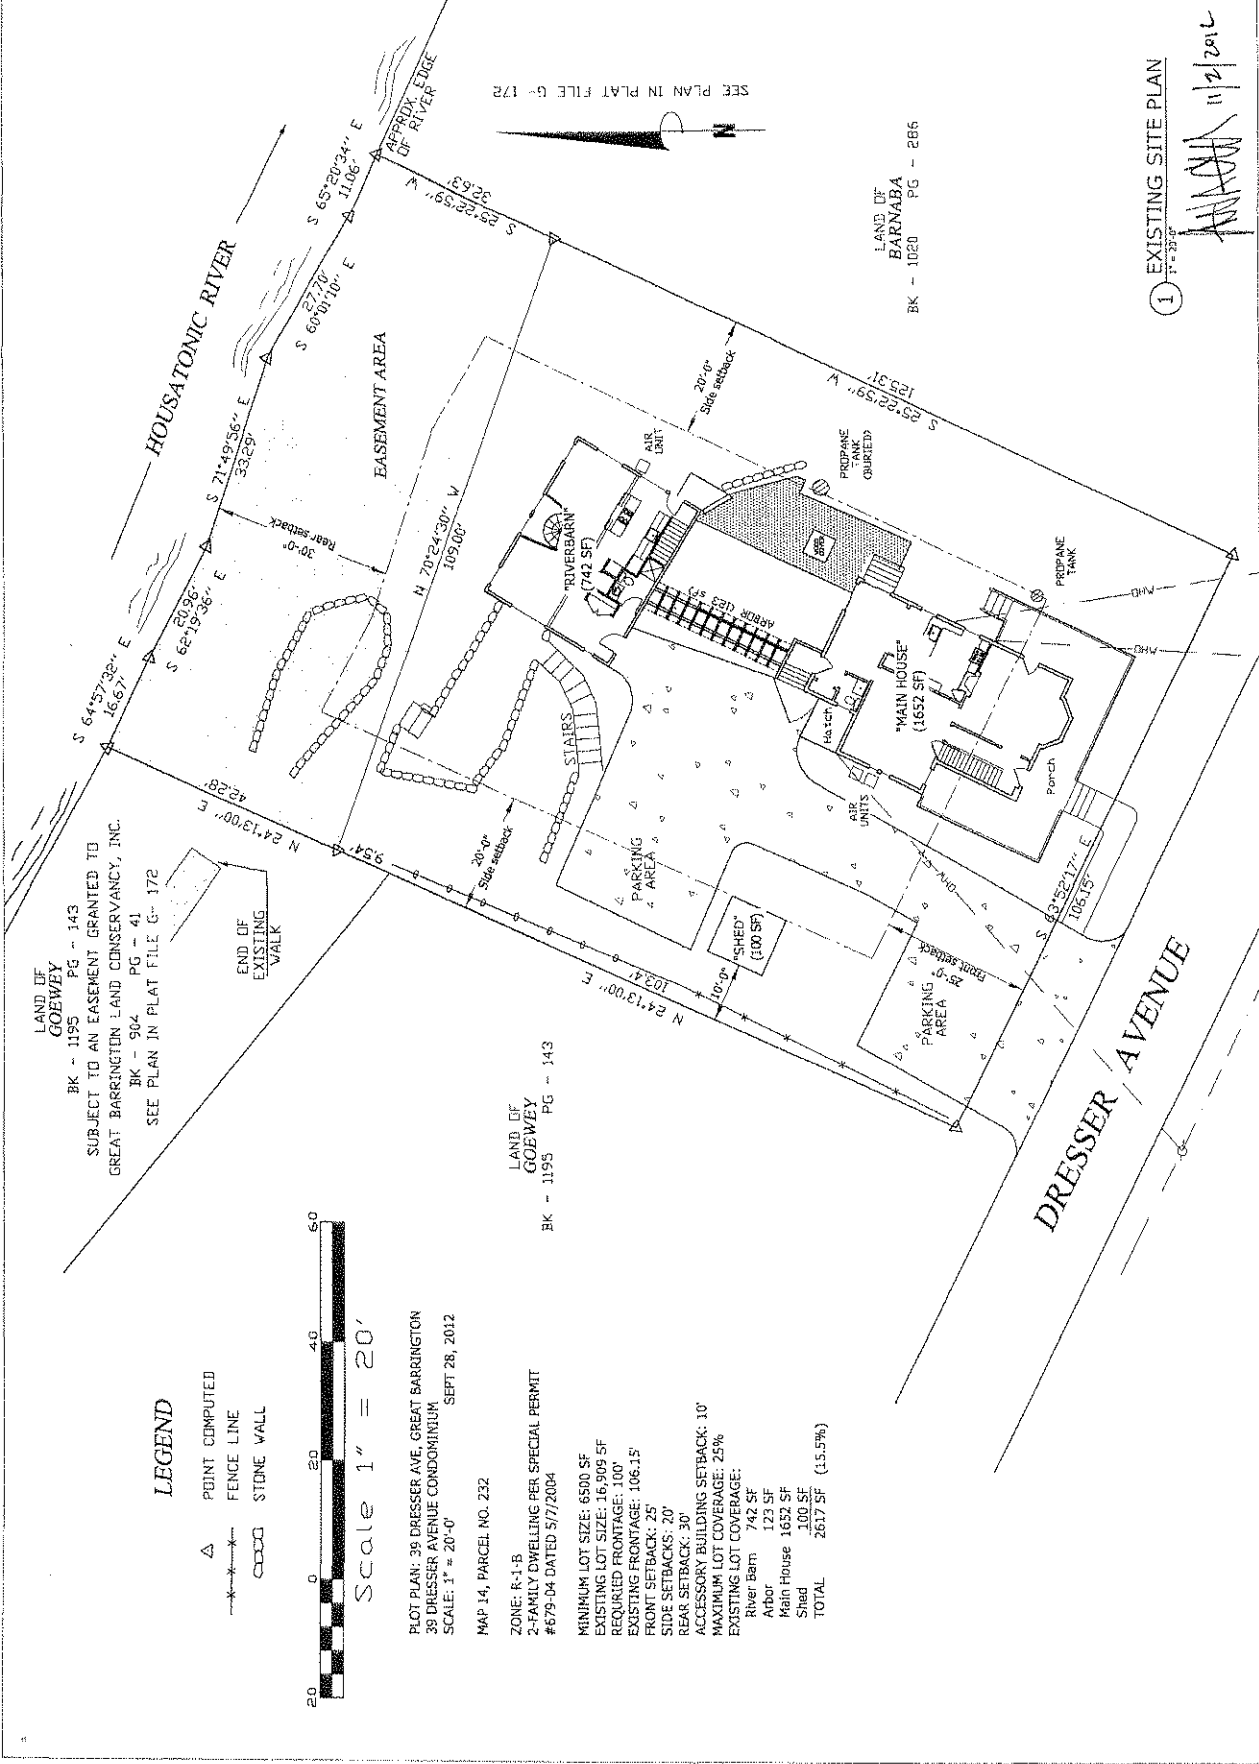 LEGEND
POINT COMPUTED
FENCE LINE
STONE WALL
20 0 20 40 60
Scale 1" = 20'
PLOT PLAN: 39 DRESSER AVE, GREAT BARRINGTON
39 DRESSER AVENUE CONDOMINIUM
SCALE: 1" = 20'-0" SEPT 28, 2012
MAP 14, PARCEL NO. 232
ZONE: R-1-B
2-FAMILY DWELLING PER SPECIAL PERMIT
#679-04 DATED 5/7/2004
MINIMUM LOT SIZE: 6500 SF
EXISTING LOT SIZE: 16,909 SF
REQURIED FRONTAGE: 100'
EXISTING FRONTAGE: 106.15'
FRONT SETBACK: 25'
SIDE SETBACKS: 20'
REAR SETBACK: 30'
ACCESSORY BUILDING SETBACK: 10'
MAXIMUM LOT COVERAGE: 25%
EXISTING LOT COVERAGE:
River Barn 742 SF
Arbor 123 SF
Main House 1652 SF
Shed 100 SF
TOTAL 2617 SF (15.5%)
LAND OF
GOEWEY
BK - 1195 PG - 143
SUBJECT TO AN EASEMENT GRANTED TO
GREAT BARRINGTON LAND CONSERVANCY, INC.
BK - 904 PG - 41
SEE PLAN IN PLAT FILE G- 172
END OF
EXISTING
WALK
LAND OF
GOEWEY
BK - 1195 PG - 143
HOUSATONIC RIVER
S 64°57'32" E
16.67'
20.96'
S 62°19'36" E
S 71°49'56" E
33.29'
27.70'
S 60°01'10" E
S 65°20'34" E
11.06'
APPROX. EDGE
OF RIVER
32.63'
S 25°22'59" W
EASEMENT AREA
30'-0"
Rear setback
N 70°24'30" W
109.00'
42.28'
N 24°13'00" E
9.54'
20'-0"
Side setback
103.4'
N 24°13'00" E
10'-0"
20'-0"
Side setback
125.31'
S 25°22'59" W
SEE PLAN IN PLAT FILE G- 172
N
LAND OF
BARNABA
BK - 1020 PG - 286
"RIVERBARN"
(742 SF)
AIR
UNIT
STAIRS
ARBOR (123 SF)
PROPANE
TANK
(BURIED)
PROPANE
TANK
"MAIN HOUSE"
(1652 SF)
Hatch
AIR
UNITS
Porch
PARKING
AREA
"SHED"
(100 SF)
PARKING
AREA
25'-0"
Front setback
OHW
OHW
OHW
S 63°52'17" E
106.15'
DRESSER AVENUE
G
1 EXISTING SITE PLAN
1" = 20'-0"
11/2/2012